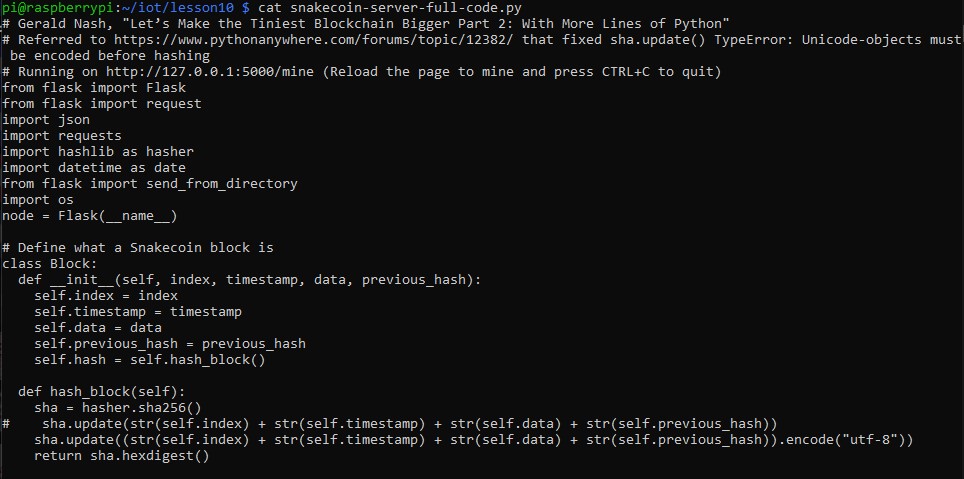 pi@raspberrypi:~/iot/lesson10 $ cat snakecoin-server-full-code.py
# Gerald Nash, "Let’s Make the Tiniest Blockchain Bigger Part 2: With More Lines of Python"
# Referred to https://www.pythonanywhere.com/forums/topic/12382/ that fixed sha.update() TypeError: Unicode-objects must
 be encoded before hashing
# Running on http://127.0.0.1:5000/mine (Reload the page to mine and press CTRL+C to quit)
from flask import Flask
from flask import request
import json
import requests
import hashlib as hasher
import datetime as date
from flask import send_from_directory
import os
node = Flask(__name__)

# Define what a Snakecoin block is
class Block:
  def __init__(self, index, timestamp, data, previous_hash):
    self.index = index
    self.timestamp = timestamp
    self.data = data
    self.previous_hash = previous_hash
    self.hash = self.hash_block()

  def hash_block(self):
    sha = hasher.sha256()
#    sha.update(str(self.index) + str(self.timestamp) + str(self.data) + str(self.previous_hash))
    sha.update((str(self.index) + str(self.timestamp) + str(self.data) + str(self.previous_hash)).encode("utf-8"))
    return sha.hexdigest()